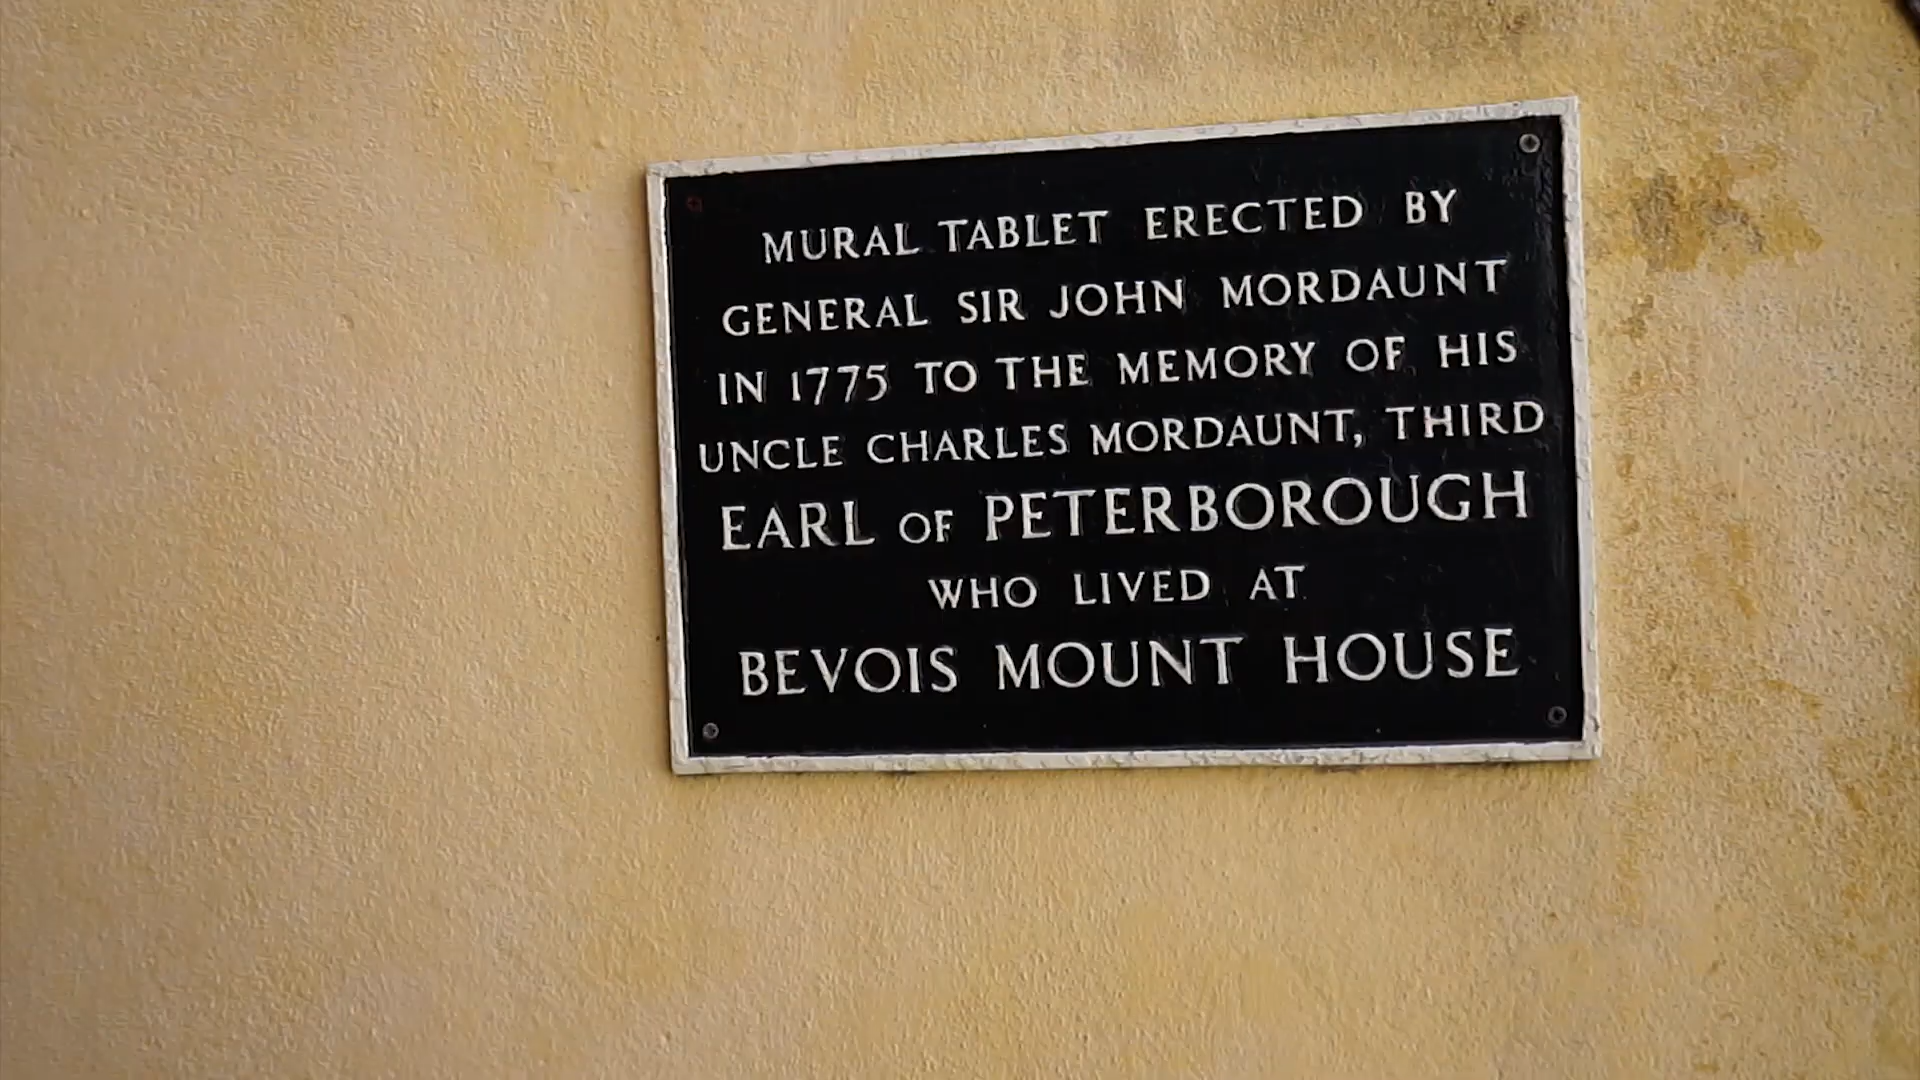 MURAL TABLET ERECTED BY
GENERAL SIR JOHN MORDAUNT
IN 1775 TO THE MEMORY OF HIS
UNCLE CHARLES MORDAUNT, THIRD
EARL OF PETERBOROUGH
WHO LIVED AT
BEVOIS MOUNT HOUSE